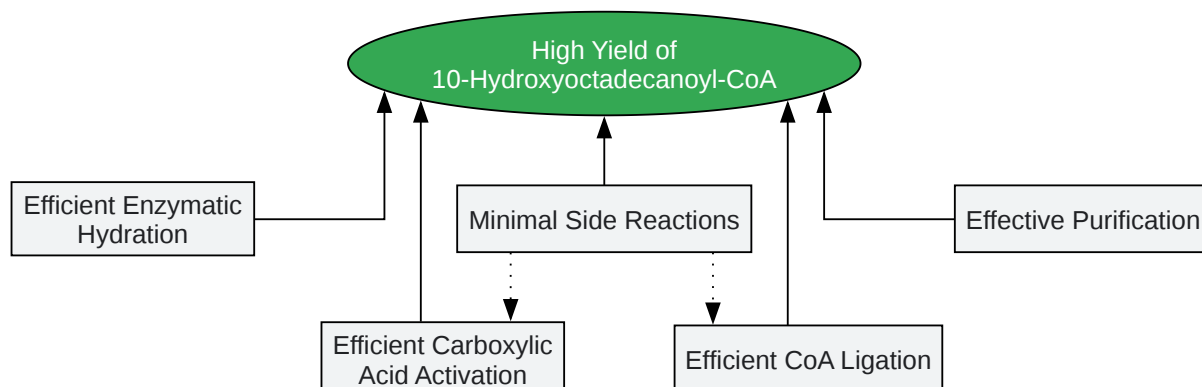 High Yield of
10-Hydroxyoctadecanoyl-CoA
Efficient Enzymatic
Hydration
Minimal Side Reactions
Effective Purification
Efficient Carboxylic
Acid Activation
Efficient CoA Ligation